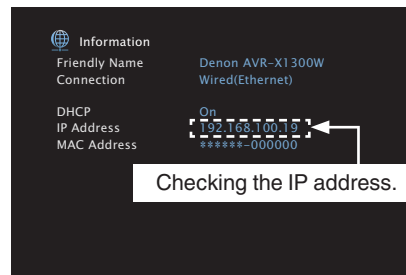 Information
Friendly Name Denon AVR-X1300W
Connection Wired(Ethernet)
DHCP On
IP Address 192.168.100.19
MAC Address ******-000000
Checking the IP address.